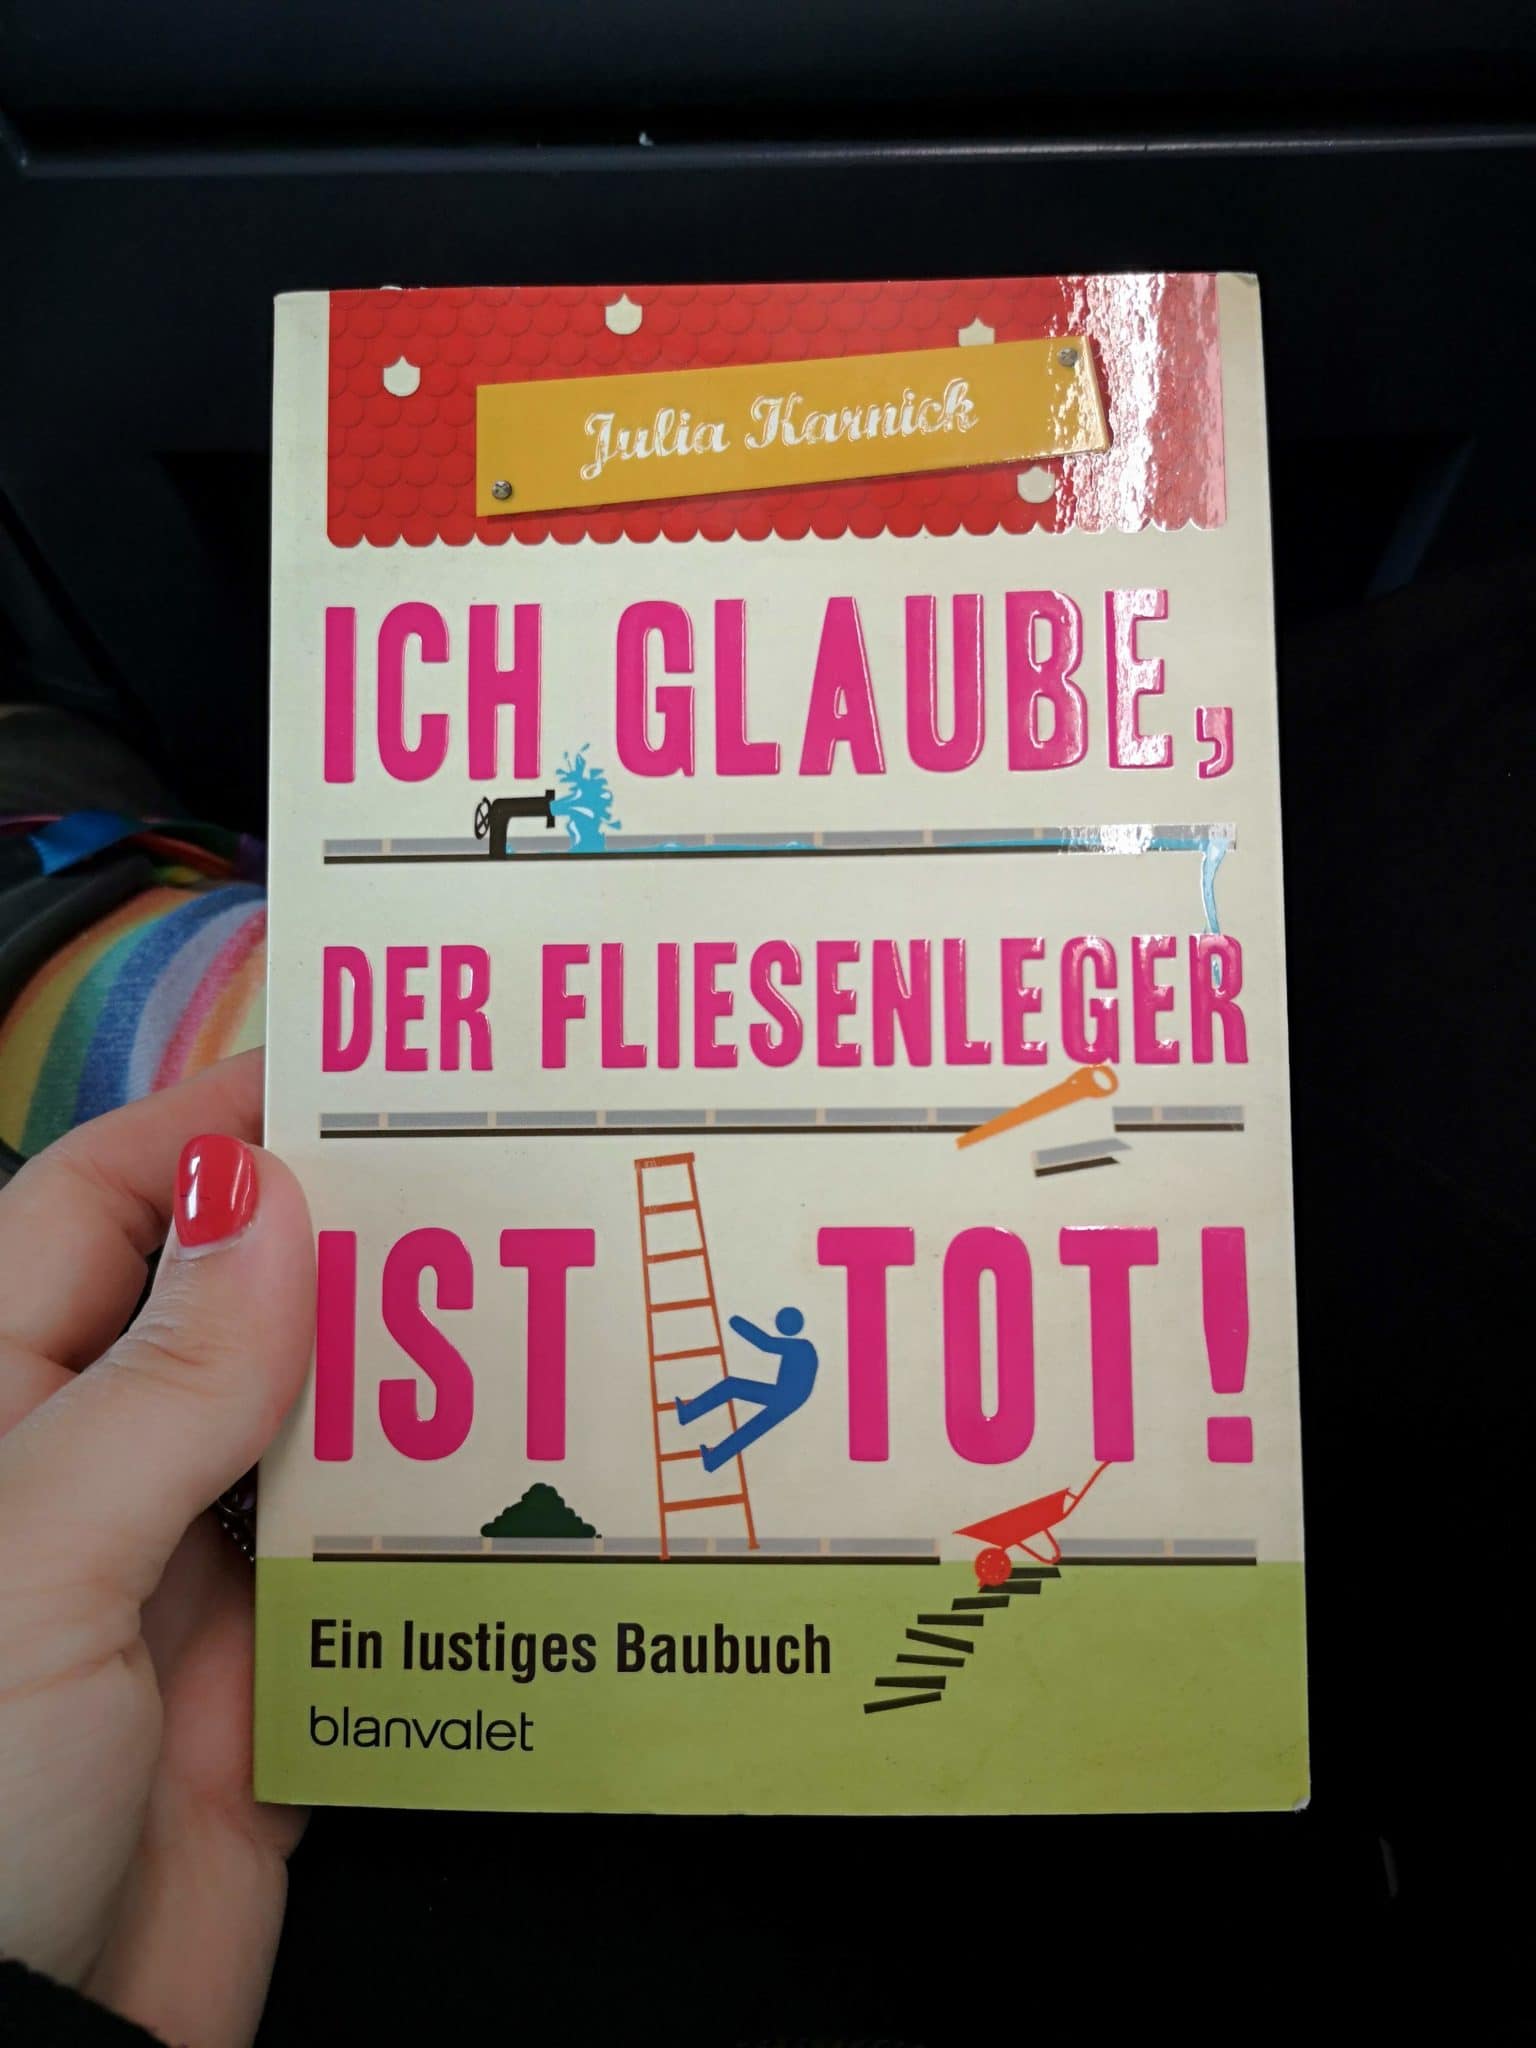 Julia Karnick
ICH GLAUBE,
DER FLIESENLEGER
IST TOT!
Ein lustiges Baubuch
blanvalet